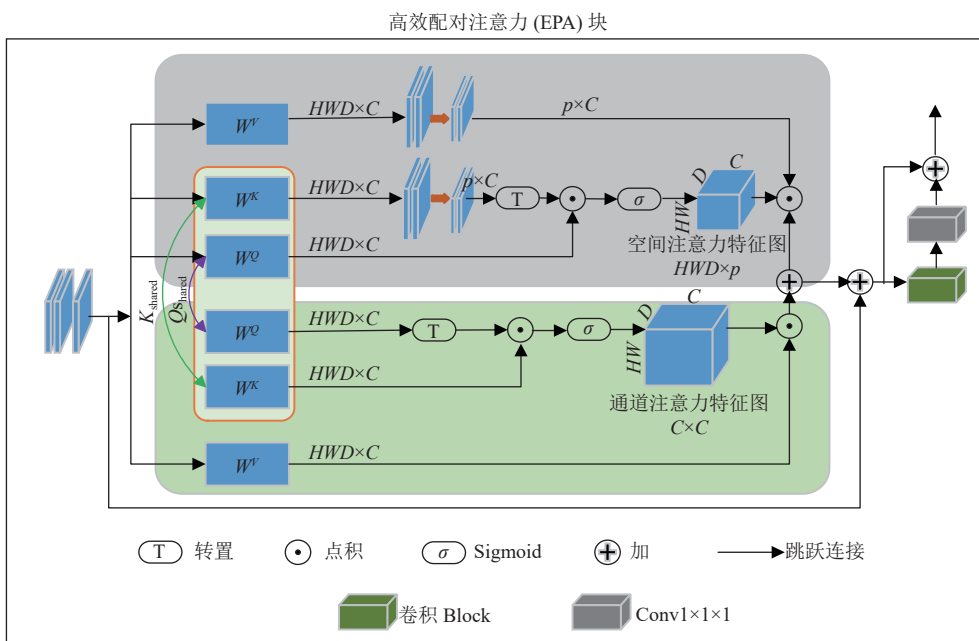 高效配对注意力 (EPA) 块
W^V
HWD×C
p×C
W^K
HWD×C
p×C
T
σ
D
C
HW
空间注意力特征图
HWD×p
W^Q
HWD×C
K_shared
Qs_hared
W^Q
HWD×C
T
σ
D
C
HW
通道注意力特征图
C×C
W^K
HWD×C
W^V
HWD×C
T 转置
点积
σ Sigmoid
加
跳跃连接
卷积 Block
Conv1×1×1